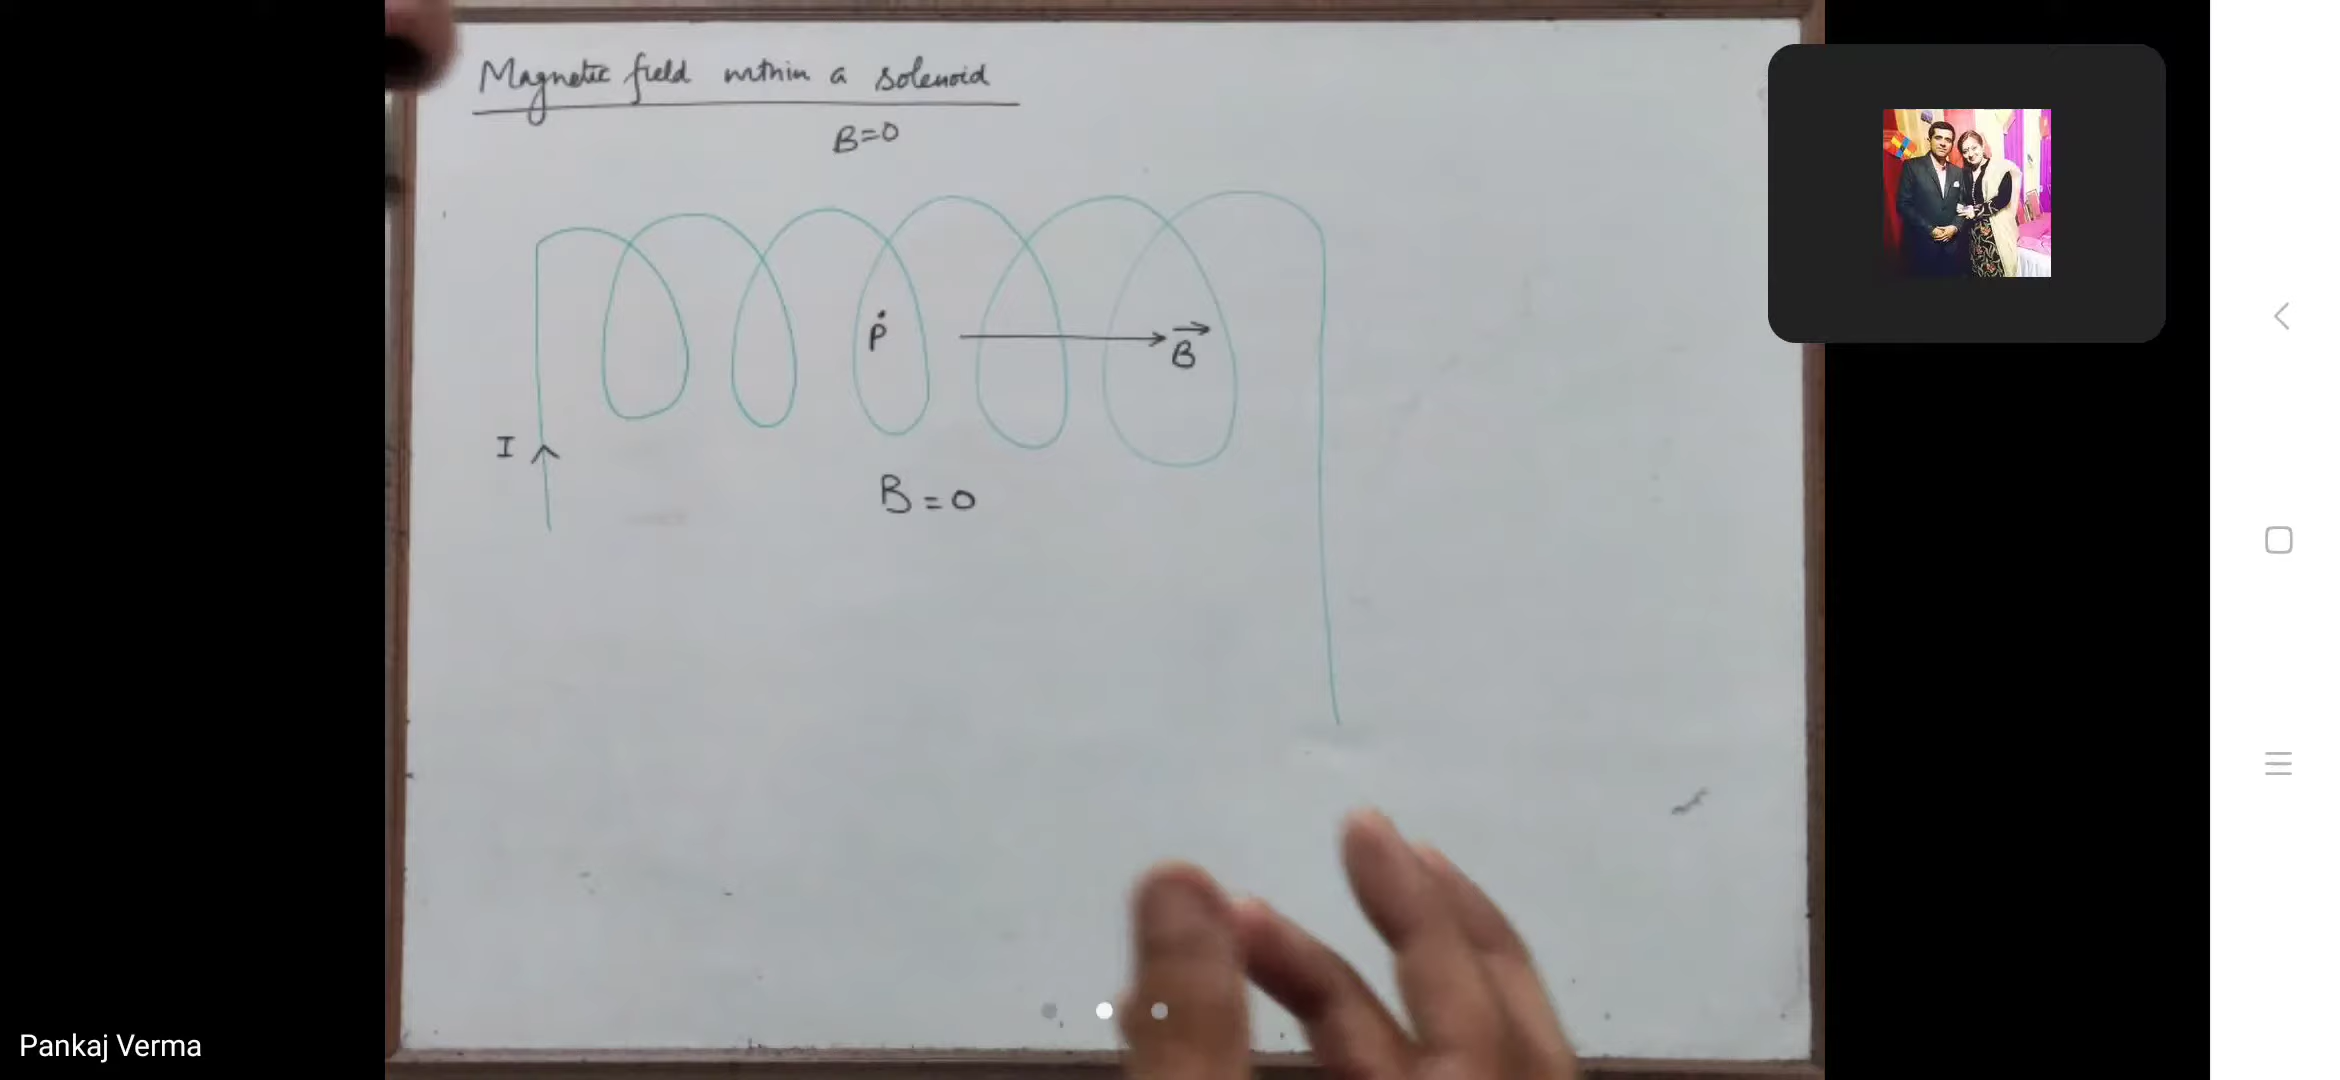 Magnetic field within a solenoid
B=0
P
B
I
B=0
Pankaj Verma